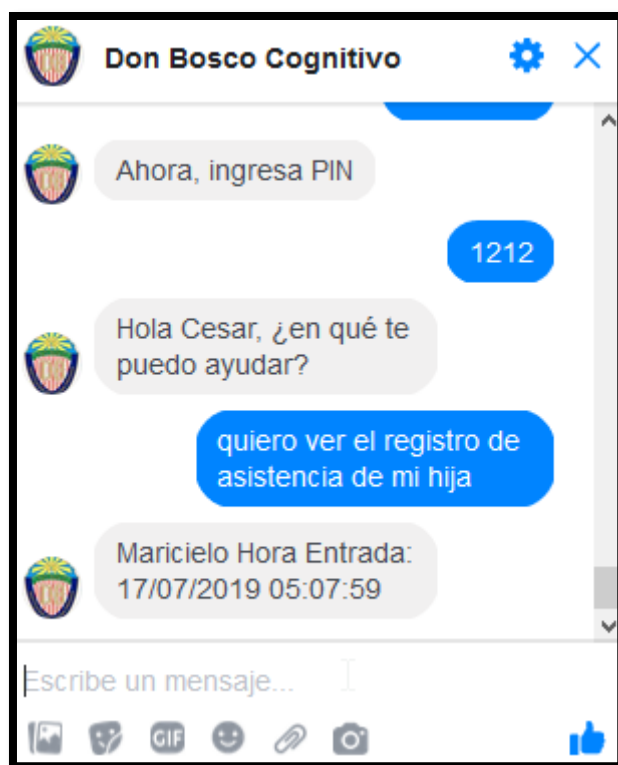 Don Bosco Cognitivo
Ahora, ingresa PIN
1212
Hola Cesar, ¿en qué te
puedo ayudar?
quiero ver el registro de
asistencia de mi hija
Maricielo Hora Entrada:
17/07/2019 05:07:59
Escribe un mensaje...
GIF